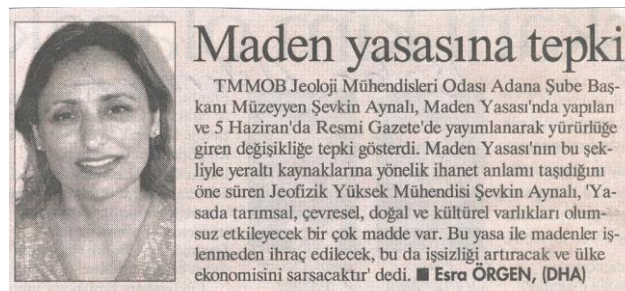 Maden yasasına tepki
TMMOB Jeoloji Mühendisleri Odası Adana Şube Baş-
kanı Müzeyyen Şevkin Aynalı, Maden Yasası'nda yapılan
ve 5 Haziran'da Resmi Gazete'de yayımlanarak yürürlüğe
giren değişikliğe tepki gösterdi. Maden Yasası'nın bu şek-
liyle yeraltı kaynaklarına yönelik ihanet anlamı taşıdığını
öne süren Jeofizik Yüksek Mühendisi Şevkin Aynalı, 'Ya-
sada tarımsal, çevresel, doğal ve kültürel varlıkları olum-
suz etkileyecek bir çok madde var. Bu yasa ile madenler iş-
lenmeden ihraç edilecek, bu da işsizliği artıracak ve ülke
ekonomisini sarsacaktır' dedi. ■ Esra ÖRGEN, (DHA)